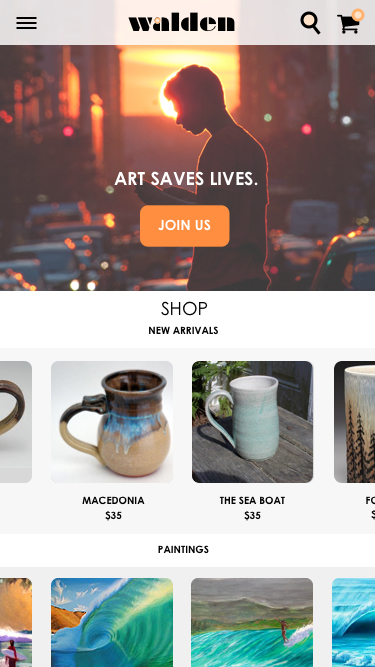 walden
ART SAVES LIVES.
JOIN US
SHOP
NEW ARRIVALS
MACEDONIA
THE SEA BOAT
FO
$35
$35
$
PAINTINGS